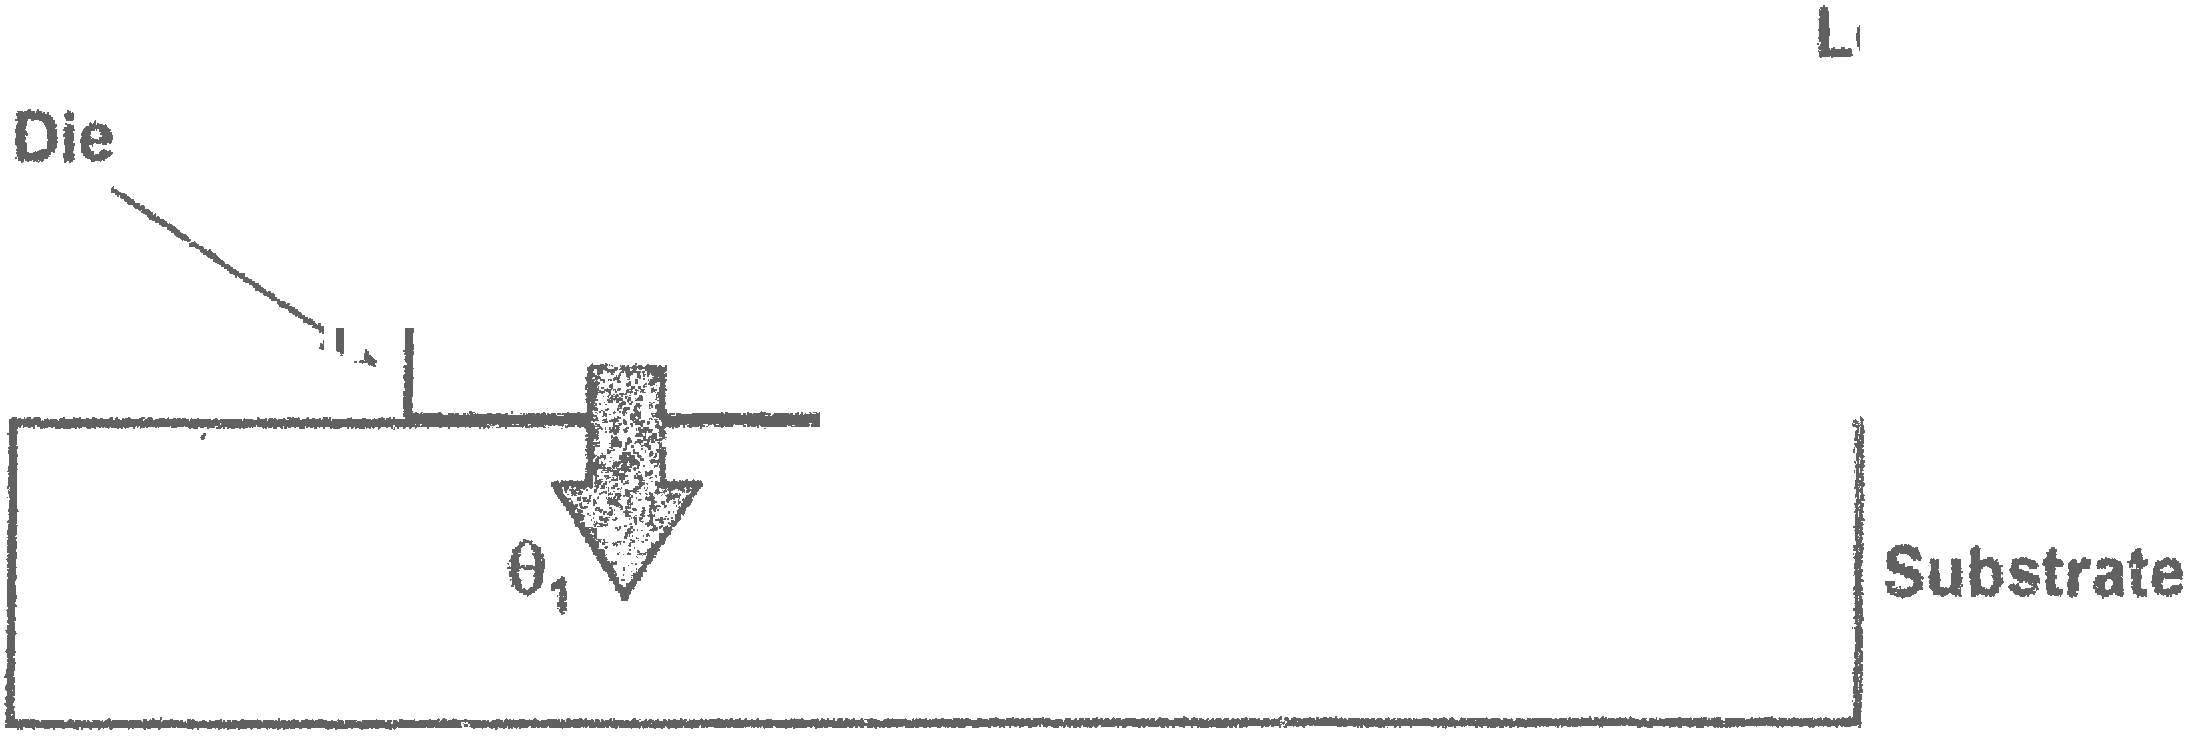 Die
θ1
Substrate